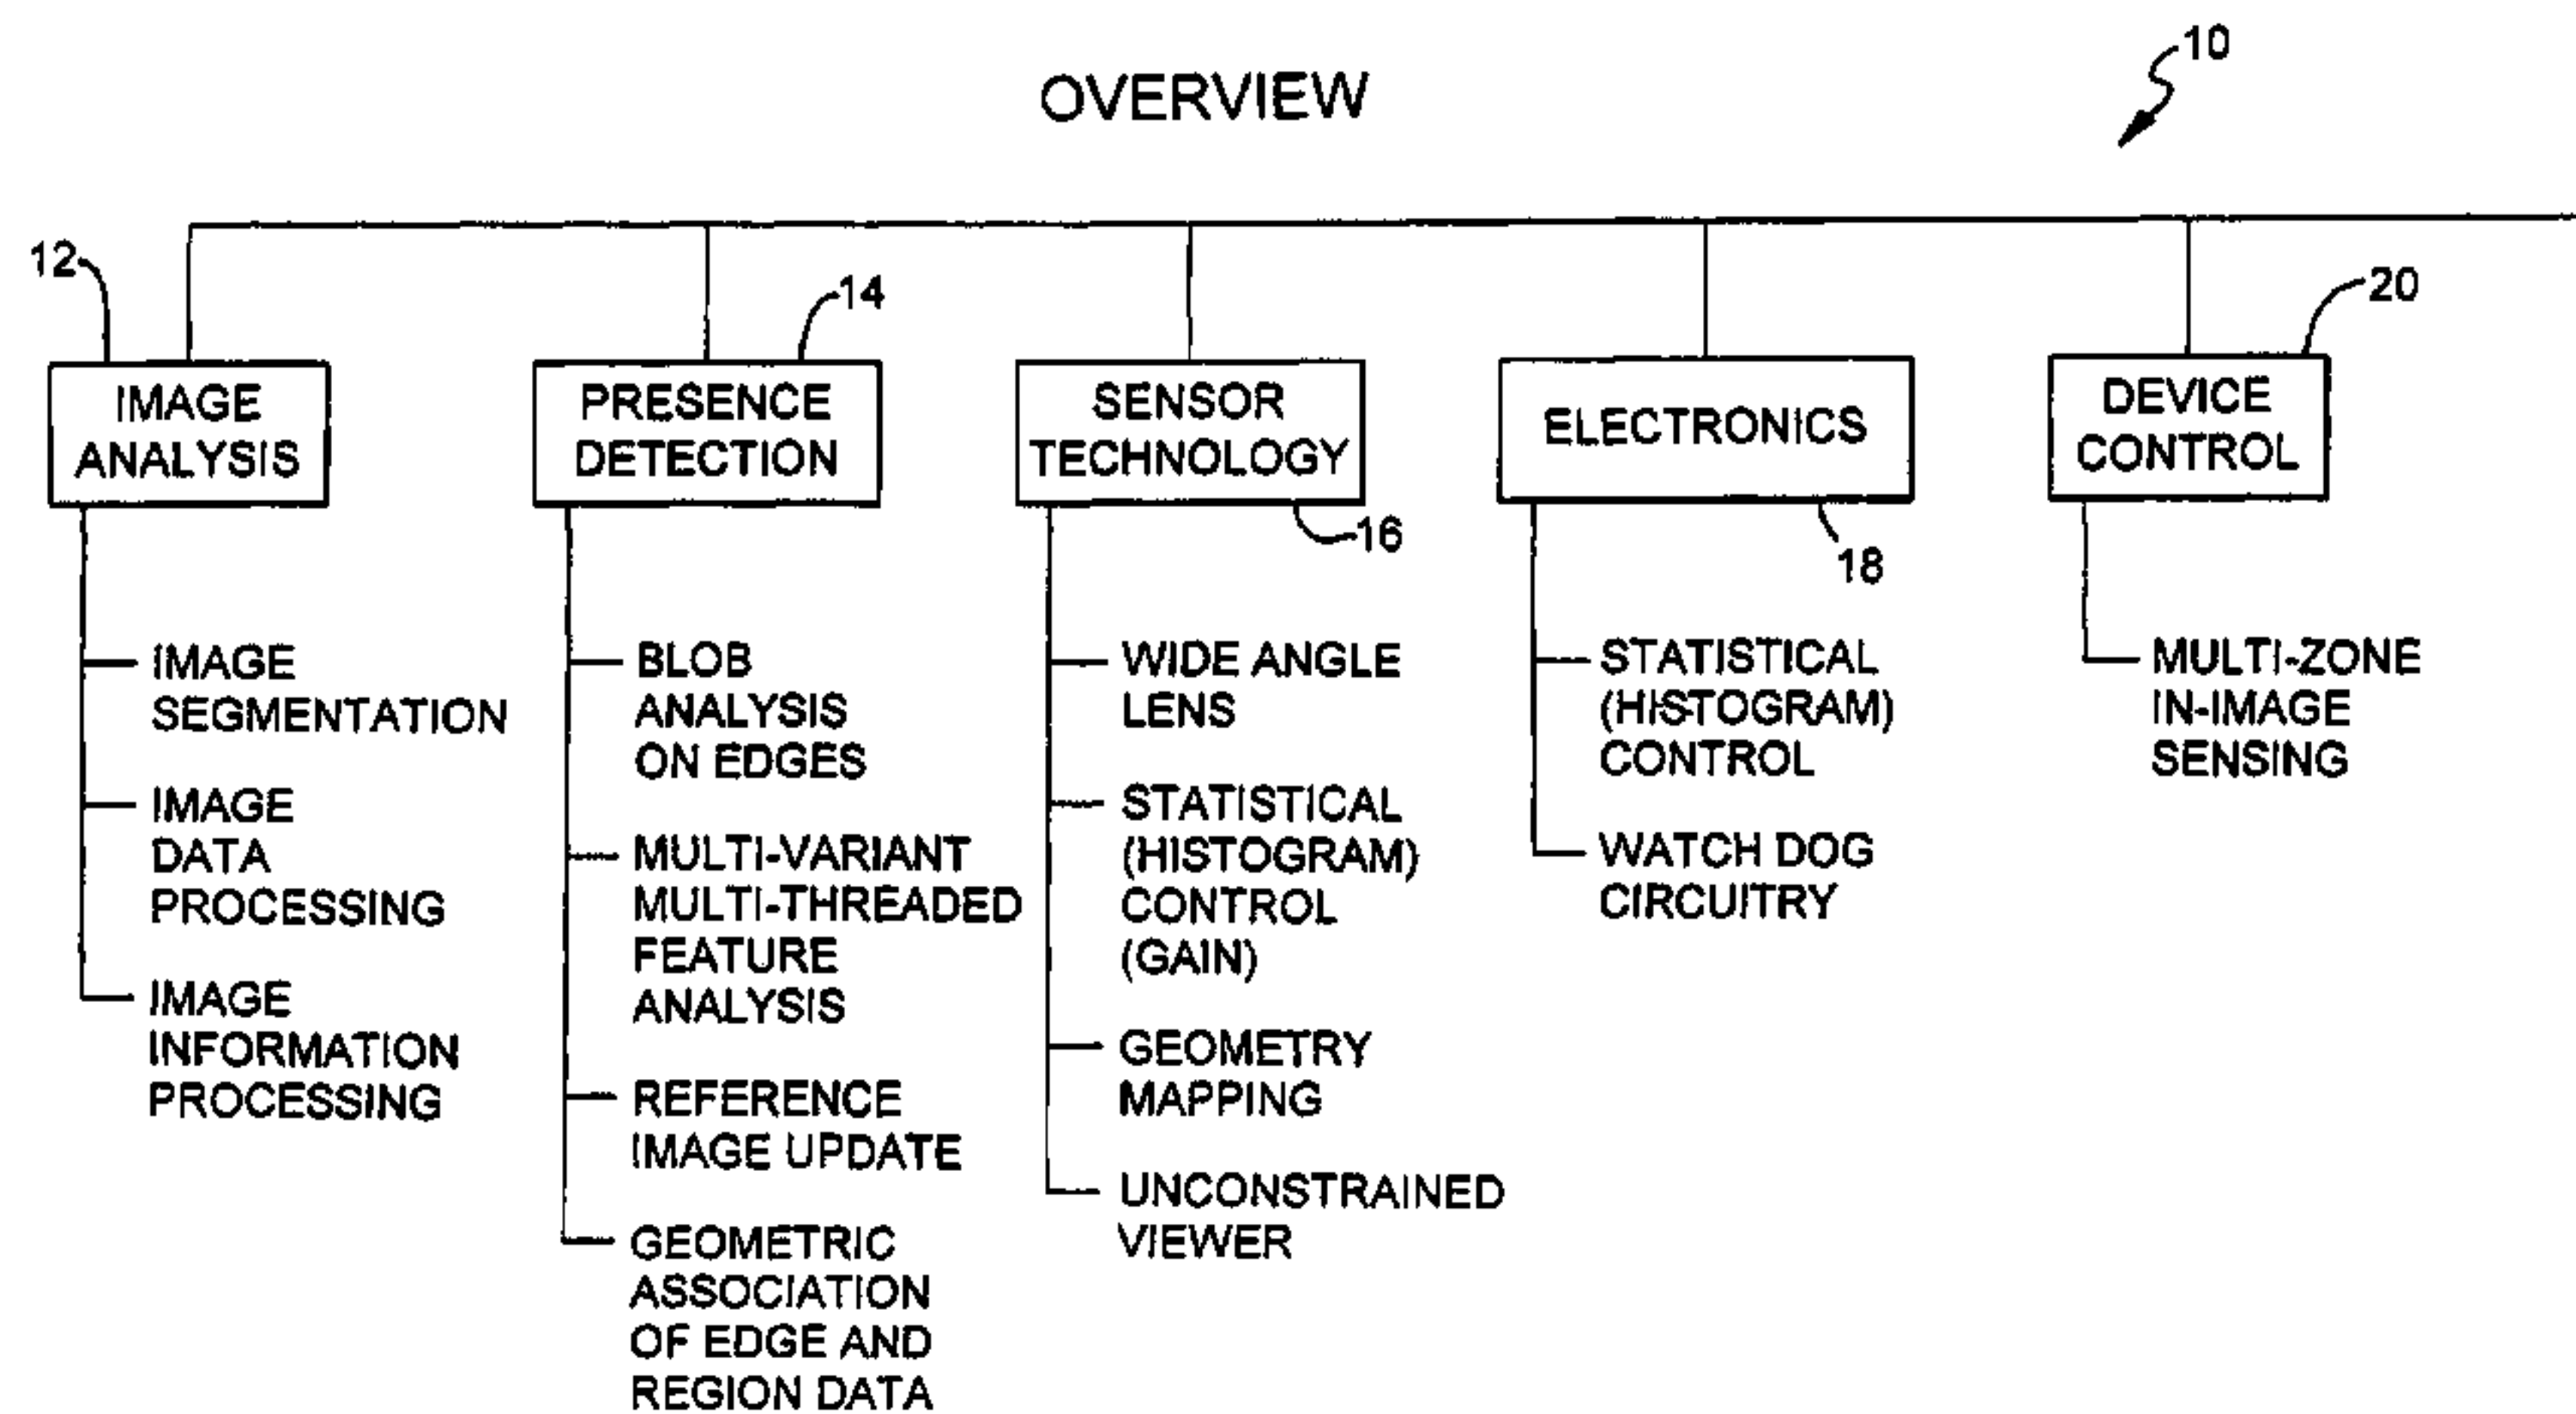 10
OVERVIEW
12
IMAGE
ANALYSIS
IMAGE
SEGMENTATION
IMAGE
DATA
PROCESSING
IMAGE
INFORMATION
PROCESSING
14
PRESENCE
DETECTION
BLOB
ANALYSIS
ON EDGES
MULTI-VARIANT
MULTI-THREADED
FEATURE
ANALYSIS
REFERENCE
IMAGE UPDATE
GEOMETRIC
ASSOCIATION
OF EDGE AND
REGION DATA
SENSOR
TECHNOLOGY
16
WIDE ANGLE
LENS
STATISTICAL
(HISTOGRAM)
CONTROL
(GAIN)
GEOMETRY
MAPPING
UNCONSTRAINED
VIEWER
ELECTRONICS
18
STATISTICAL
(HISTOGRAM)
CONTROL
WATCH DOG
CIRCUITRY
20
DEVICE
CONTROL
MULTI-ZONE
IN-IMAGE
SENSING